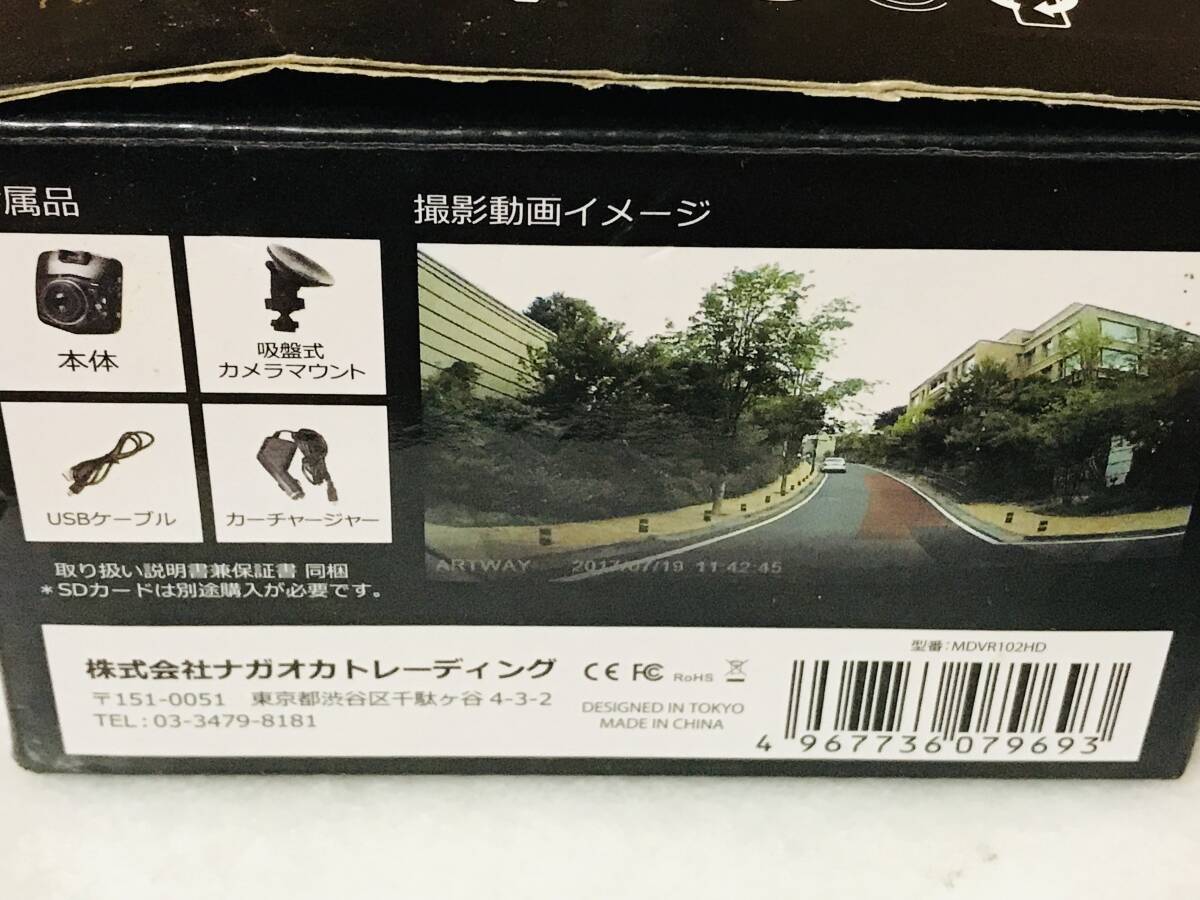 属品
本体
吸盤式
カメラマウント
USBケーブル
カーチャージャー
取り扱い説明書兼保証書 同梱
*SDカードは別途購入が必要です。
撮影動画イメージ
ARTWAY 2017/07/19 11:42:45
株式会社ナガオカトレーディング
〒151-0051 東京都渋谷区千駄ヶ谷 4-3-2
TEL:03-3479-8181
CE FC RoHS
DESIGNED IN TOKYO
MADE IN CHINA
型番:MDVR102HD
4 967736 079693